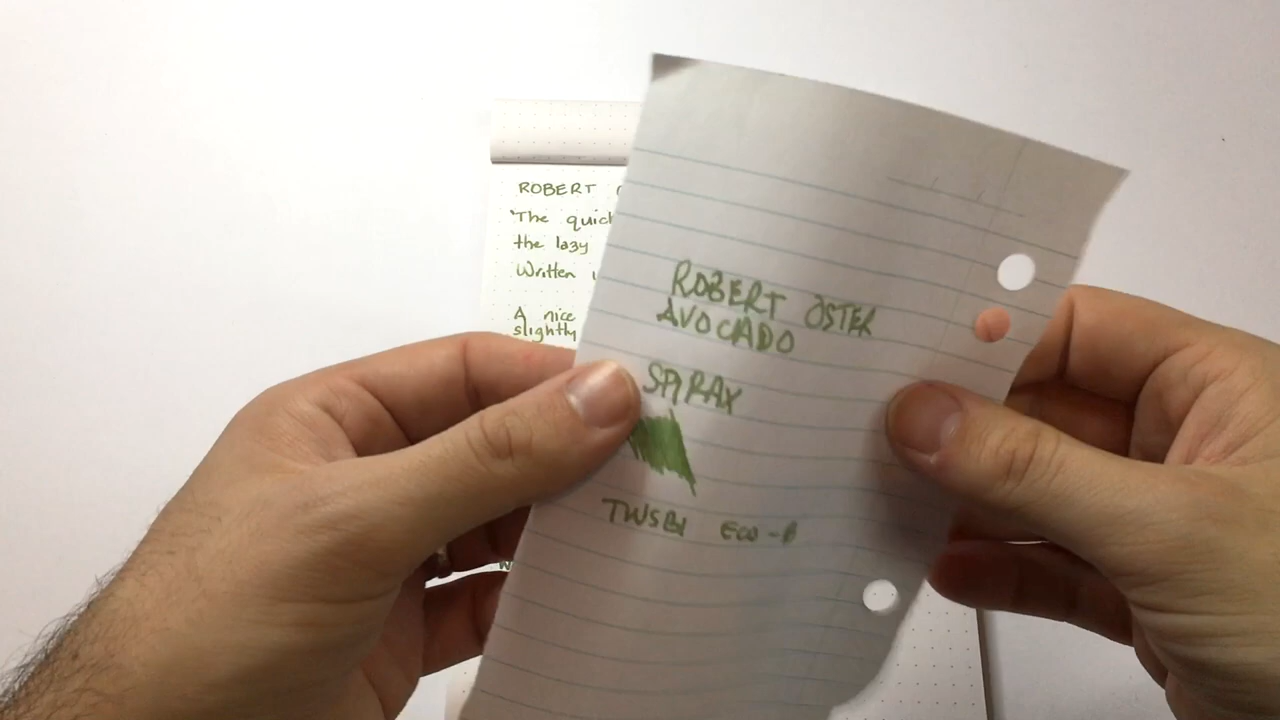 ROBERT
"The quick
the lazy
Written
A nice
slightly
ROBERT OSTER
AVOCADO
SPIRAX
TWSBI ECO-B